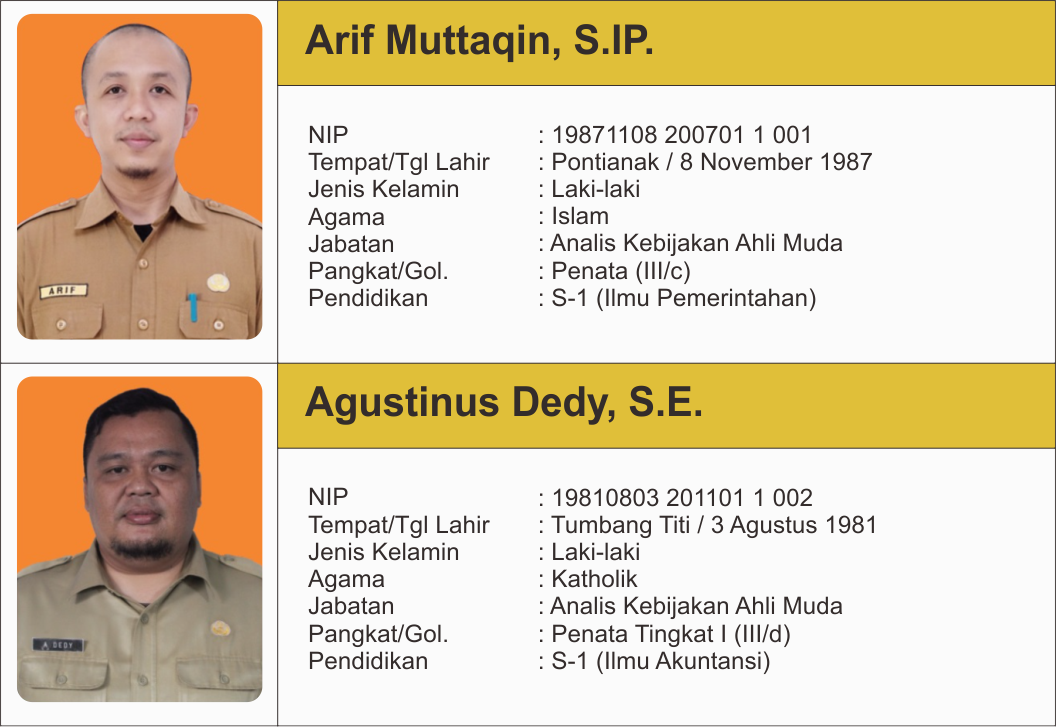 Arif Muttaqin, S.IP.
NIP : 19871108 200701 1 001
Tempat/Tgl Lahir : Pontianak / 8 November 1987
Jenis Kelamin : Laki-laki
Agama : Islam
Jabatan : Analis Kebijakan Ahli Muda
Pangkat/Gol. : Penata (III/c)
Pendidikan : S-1 (Ilmu Pemerintahan)
ARIF
Agustinus Dedy, S.E.
NIP : 19810803 201101 1 002
Tempat/Tgl Lahir : Tumbang Titi / 3 Agustus 1981
Jenis Kelamin : Laki-laki
Agama : Katholik
Jabatan : Analis Kebijakan Ahli Muda
Pangkat/Gol. : Penata Tingkat I (III/d)
Pendidikan : S-1 (Ilmu Akuntansi)
A DEDY